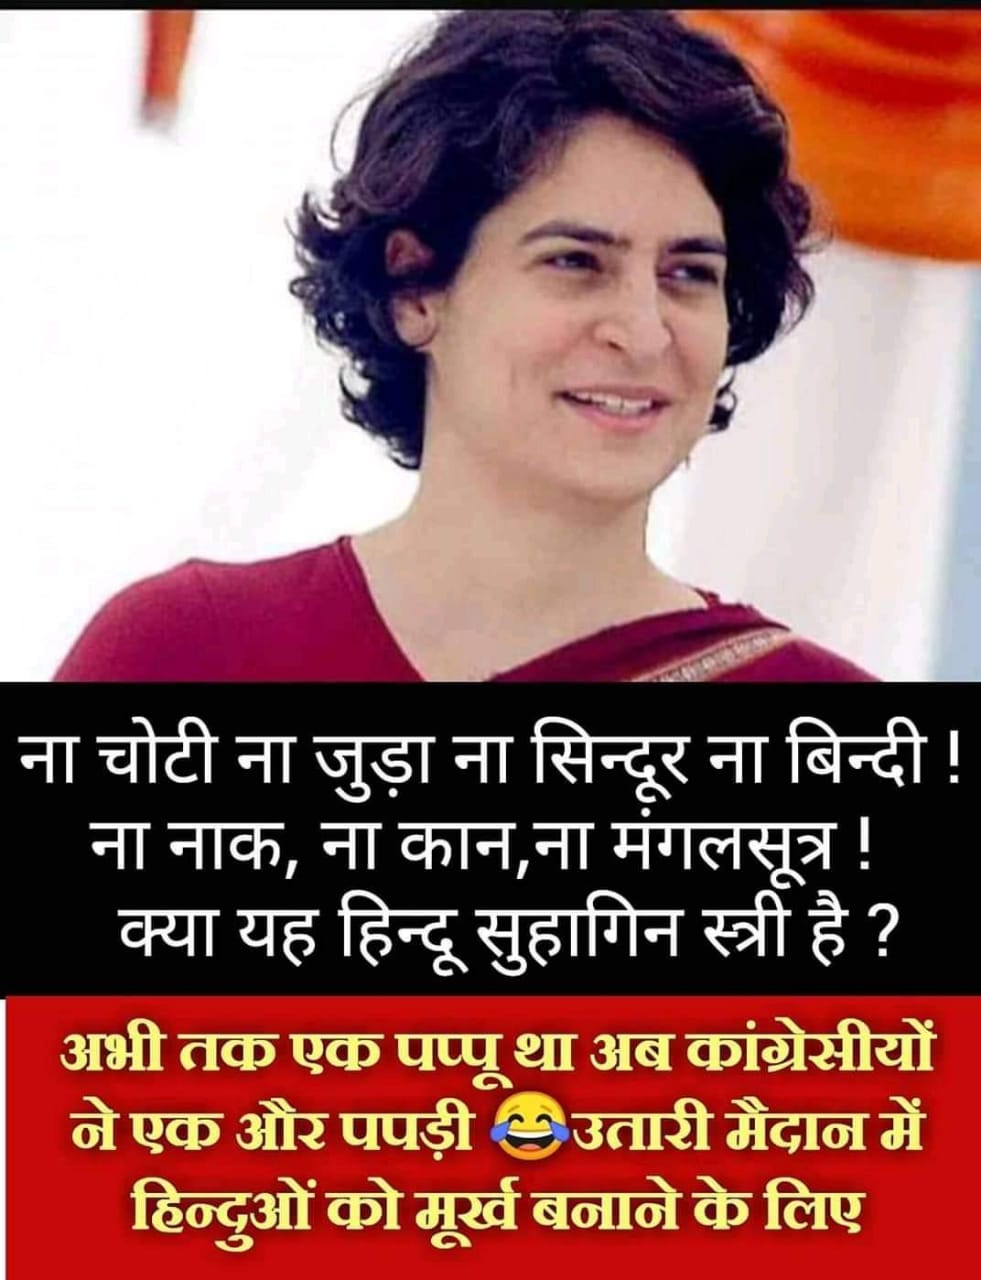 ना चोटी ना जुड़ा ना सिन्दूर ना बिन्दी !
ना नाक, ना कान,ना मंगलसूत्र !
क्या यह हिन्दू सुहागिन स्त्री है ?
अभी तक एक पप्पू था अब कांग्रेसीयों
ने एक और पपड़ी 😂उतारी मैदान में
हिन्दुओं को मूर्ख बनाने के लिए